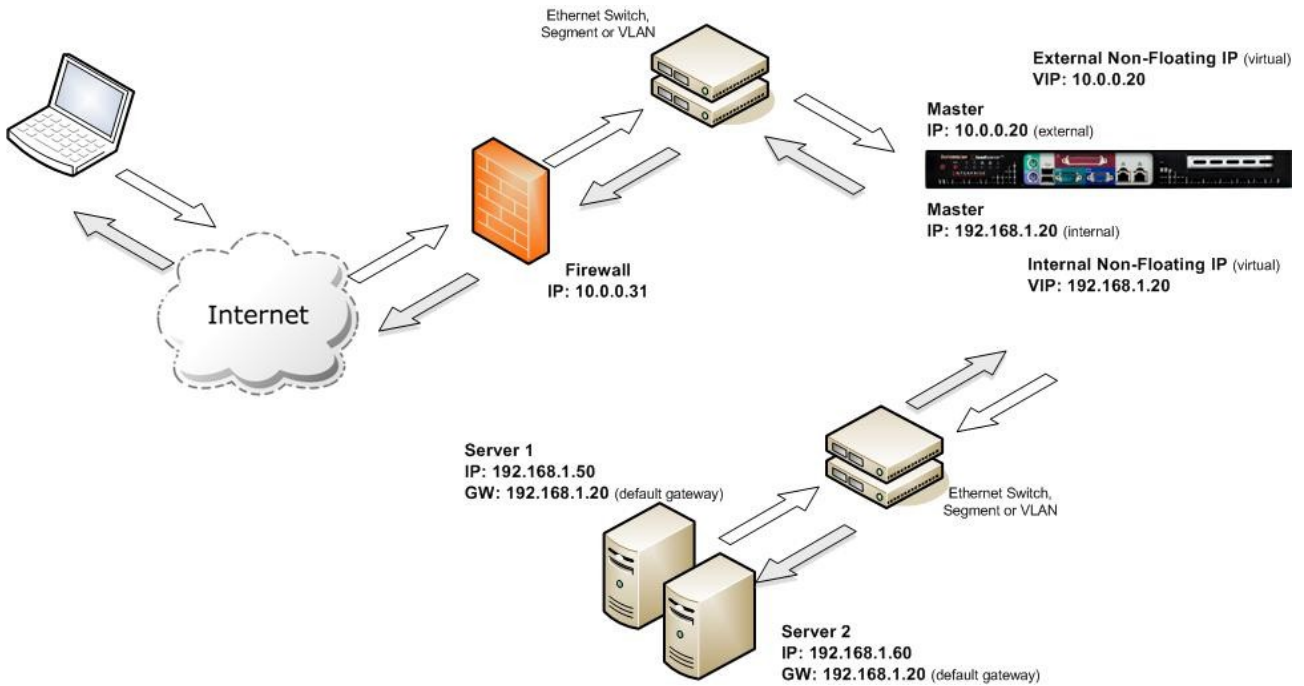 Ethernet Switch,
Segment or VLAN
External Non-Floating IP (virtual)
VIP: 10.0.0.20
Master
IP: 10.0.0.20 (external)
Master
IP: 192.168.1.20 (internal)
Internal Non-Floating IP (virtual)
VIP: 192.168.1.20
Firewall
IP: 10.0.0.31
Internet
Server 1
IP: 192.168.1.50
GW: 192.168.1.20 (default gateway)
Ethernet Switch,
Segment or VLAN
Server 2
IP: 192.168.1.60
GW: 192.168.1.20 (default gateway)